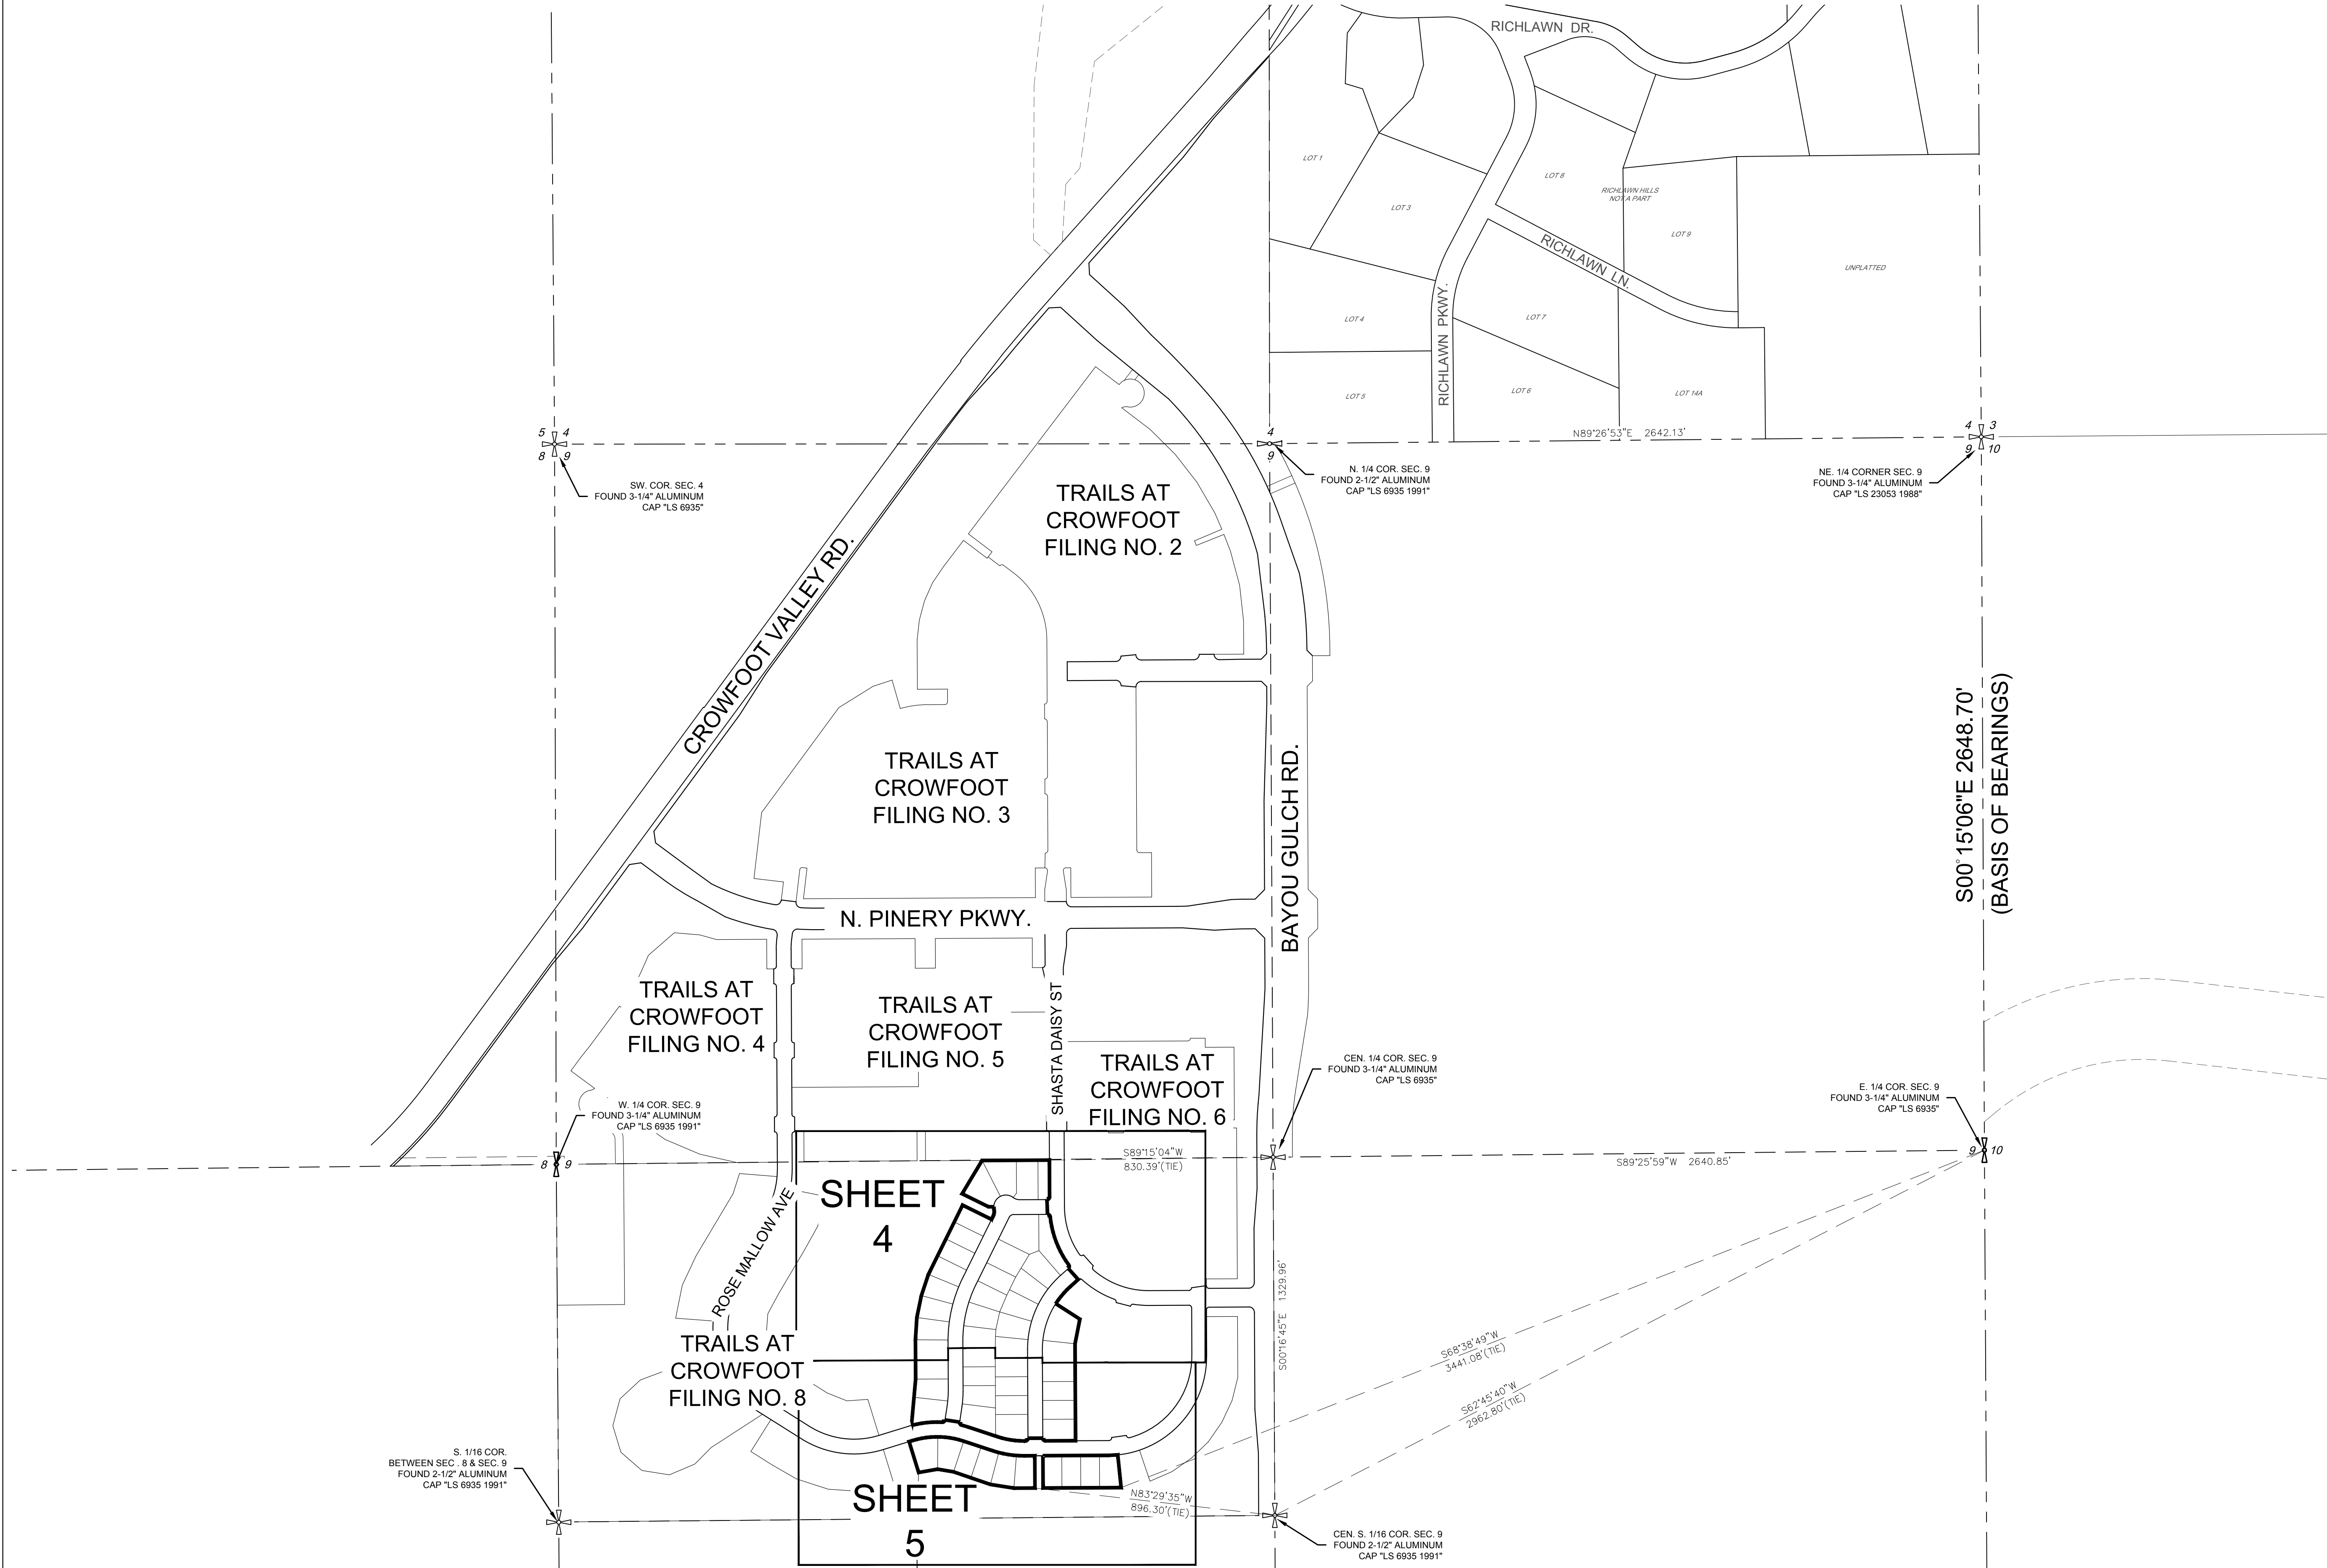 RICHLAWN DR.
LOT 1
LOT 8
RICHLAWN HILLS
NOT A PART
LOT 3
LOT 9
RICHLAWN LN.
UNPLATTED
LOT 4
RICHLAWN PKWY.
LOT 7
LOT 5
LOT 6
LOT 14A
5 4
8 9
4
9
N89°26'53"E 2642.13'
4 3
9 10
SW. COR. SEC. 4
FOUND 3-1/4" ALUMINUM
CAP "LS 6935"
N. 1/4 COR. SEC. 9
FOUND 2-1/2" ALUMINUM
CAP "LS 6935 1991"
NE. 1/4 CORNER SEC. 9
FOUND 3-1/4" ALUMINUM
CAP "LS 23053 1988"
TRAILS AT
CROWFOOT
FILING NO. 2
CROWFOOT VALLEY RD.
TRAILS AT
CROWFOOT
FILING NO. 3
BAYOU GULCH RD.
S00°15'06"E 2648.70'
(BASIS OF BEARINGS)
N. PINERY PKWY.
TRAILS AT
CROWFOOT
FILING NO. 4
TRAILS AT
CROWFOOT
FILING NO. 5
SHASTA DAISY ST
TRAILS AT
CROWFOOT
FILING NO. 6
CEN. 1/4 COR. SEC. 9
FOUND 3-1/4" ALUMINUM
CAP "LS 6935"
E. 1/4 COR. SEC. 9
FOUND 3-1/4" ALUMINUM
CAP "LS 6935"
W. 1/4 COR. SEC. 9
FOUND 3-1/4" ALUMINUM
CAP "LS 6935 1991"
8 9
S89°15'04"W
830.39'(TIE)
S89°25'59"W 2640.85'
9 10
SHEET
4
ROSE MALLOW AVE
S00°16'45"E 1329.96'
TRAILS AT
CROWFOOT
FILING NO. 8
S68°38'49"W
3441.08'(TIE)
S62°45'40"W
2962.80'(TIE)
S. 1/16 COR.
BETWEEN SEC . 8 & SEC. 9
FOUND 2-1/2" ALUMINUM
CAP "LS 6935 1991"
SHEET
5
N83°29'35"W
896.30'(TIE)
CEN. S. 1/16 COR. SEC. 9
FOUND 2-1/2" ALUMINUM
CAP "LS 6935 1991"